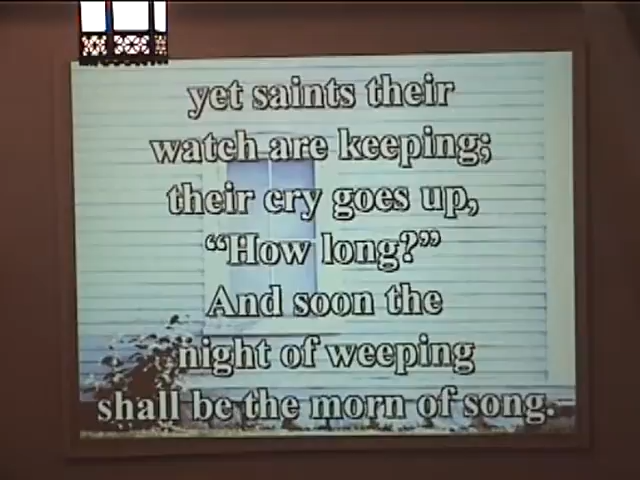 yet saints their
watch are keeping;
their cry goes up,
“How long?”
And soon the
night of weeping
shall be the morn of song.